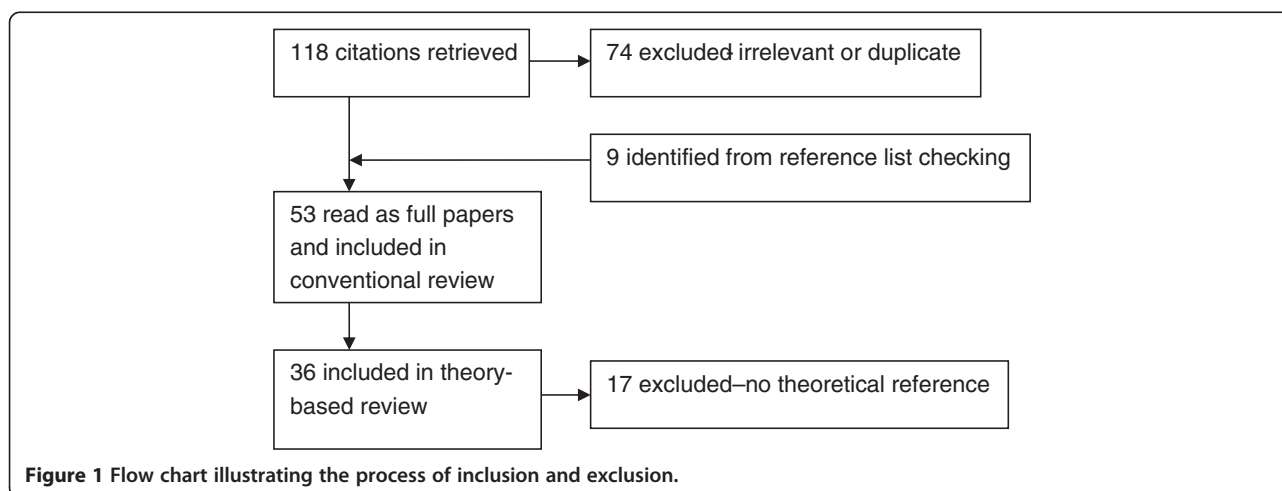 118 citations retrieved
74 excluded- irrelevant or duplicate
9 identified from reference list checking
53 read as full papers
and included in
conventional review
36 included in theory-
based review
17 excluded–no theoretical reference
Figure 1 Flow chart illustrating the process of inclusion and exclusion.